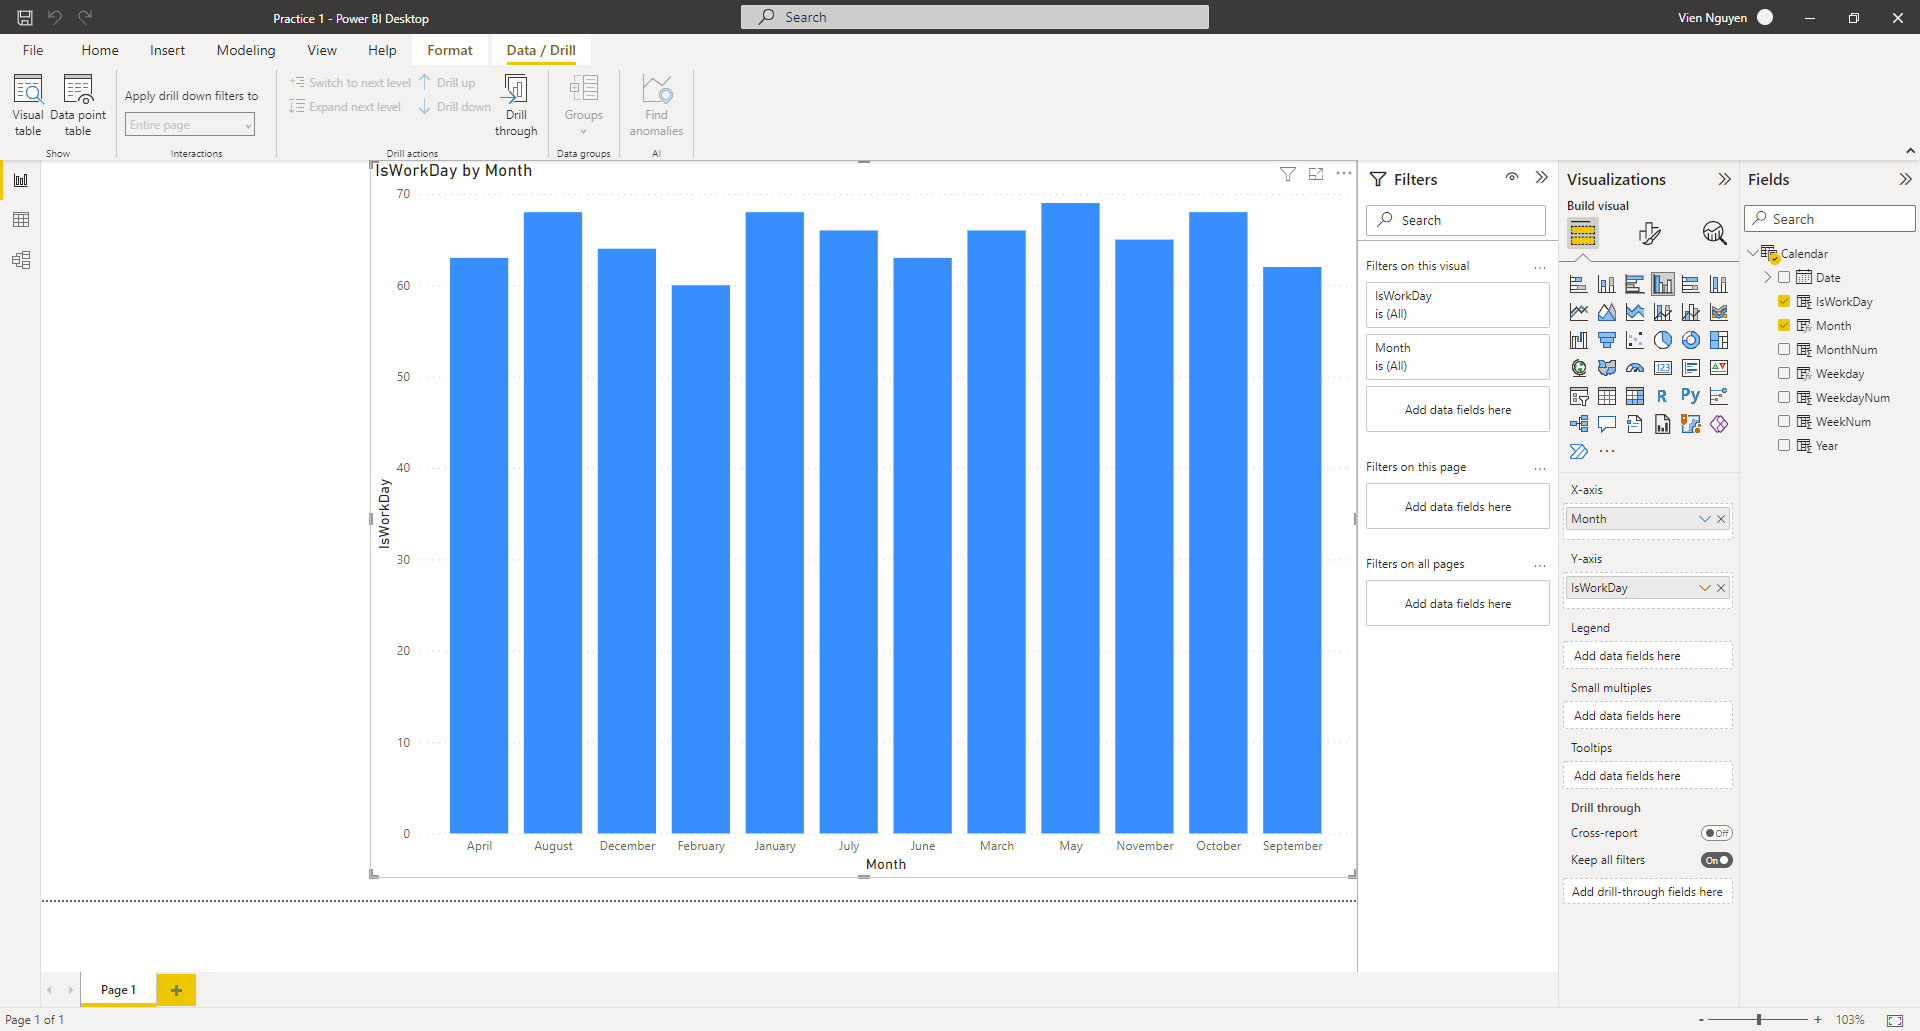 Practice 1 - Power BI Desktop
Search
Vien Nguyen
File
Home
Insert
Modeling
View
Help
Format
Data / Drill
Visual table
Data point table
Show
Apply drill down filters to
Entire page
Interactions
Switch to next level
Expand next level
Drill up
Drill down
Drill through
Drill actions
Groups
Data groups
Find anomalies
AI
IsWorkDay by Month
70
60
50
40
30
20
10
0
IsWorkDay
April
August
December
February
January
July
June
March
May
November
October
September
Month
Filters
Search
Filters on this visual
IsWorkDay
is (All)
Month
is (All)
Add data fields here
Filters on this page
Add data fields here
Filters on all pages
Add data fields here
Visualizations
Build visual
123
R
Py
X-axis
Month
Y-axis
IsWorkDay
Legend
Add data fields here
Small multiples
Add data fields here
Tooltips
Add data fields here
Drill through
Cross-report
Off
Keep all filters
On
Add drill-through fields here
Fields
Search
Calendar
Date
IsWorkDay
Month
MonthNum
Weekday
WeekdayNum
WeekNum
Year
Page 1
+
Page 1 of 1
- + 103%